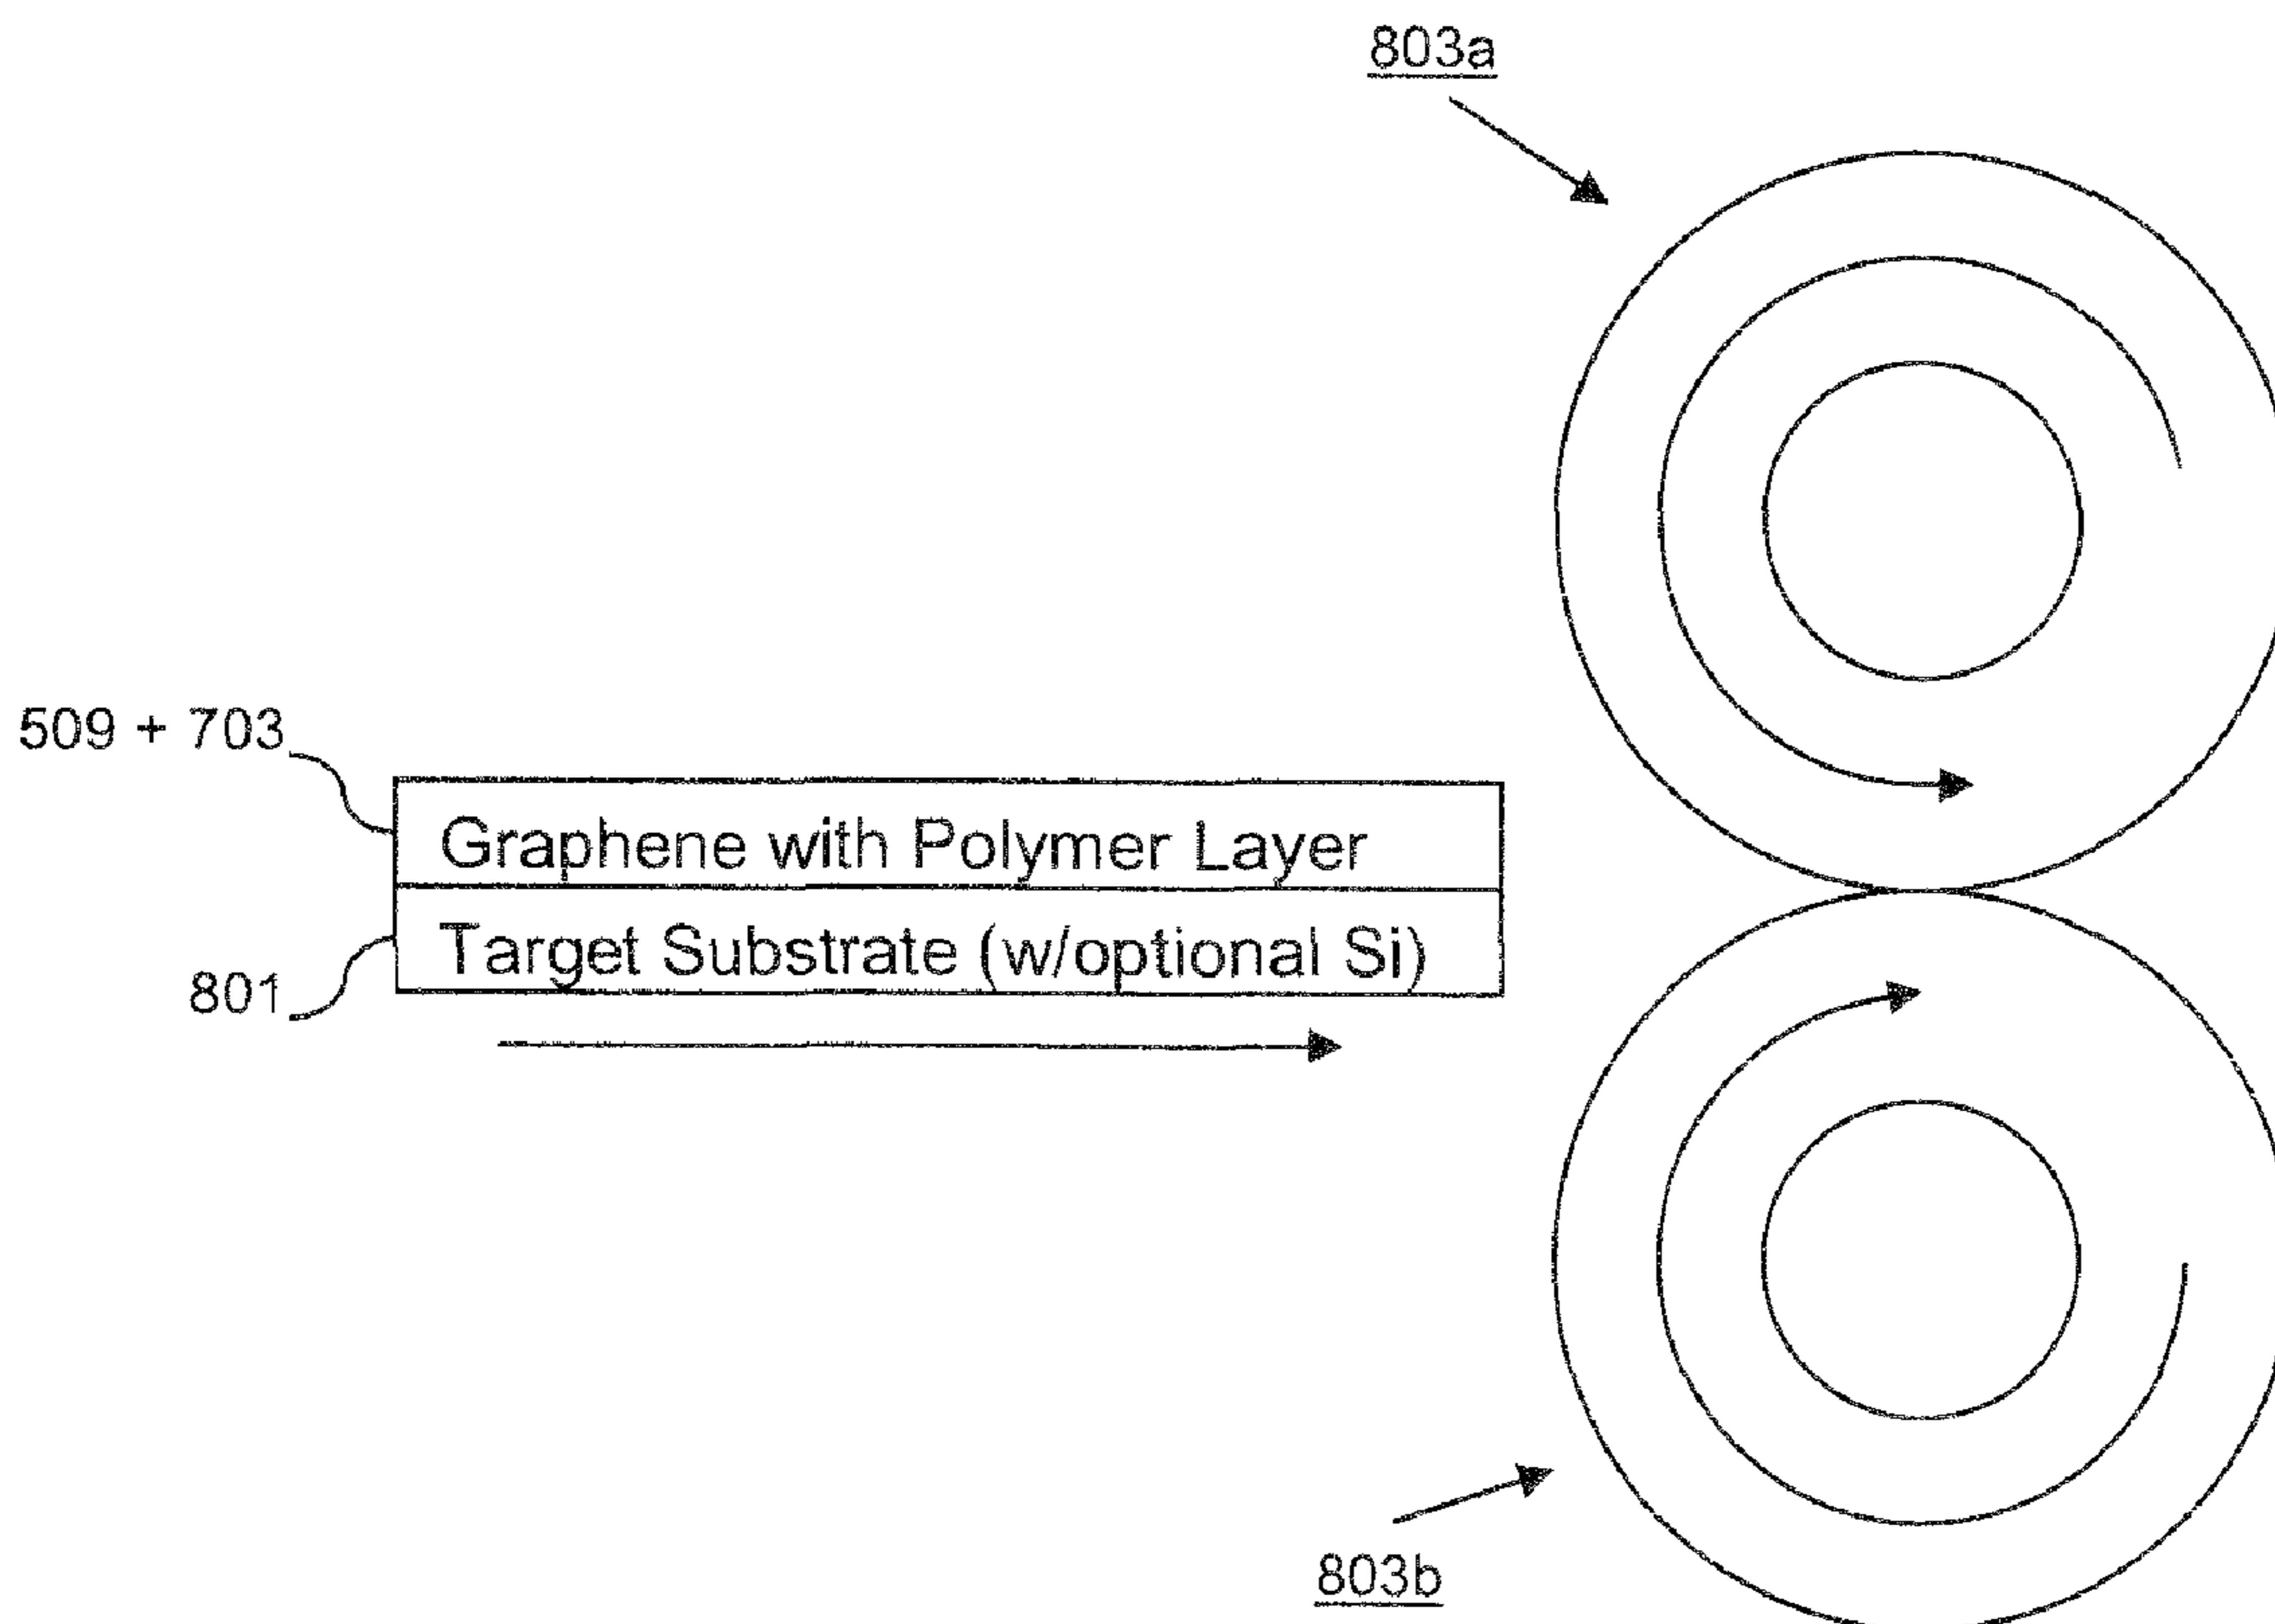 803a
509 + 703
Graphene with Polymer Layer
Target Substrate (w/optional Si)
801
803b